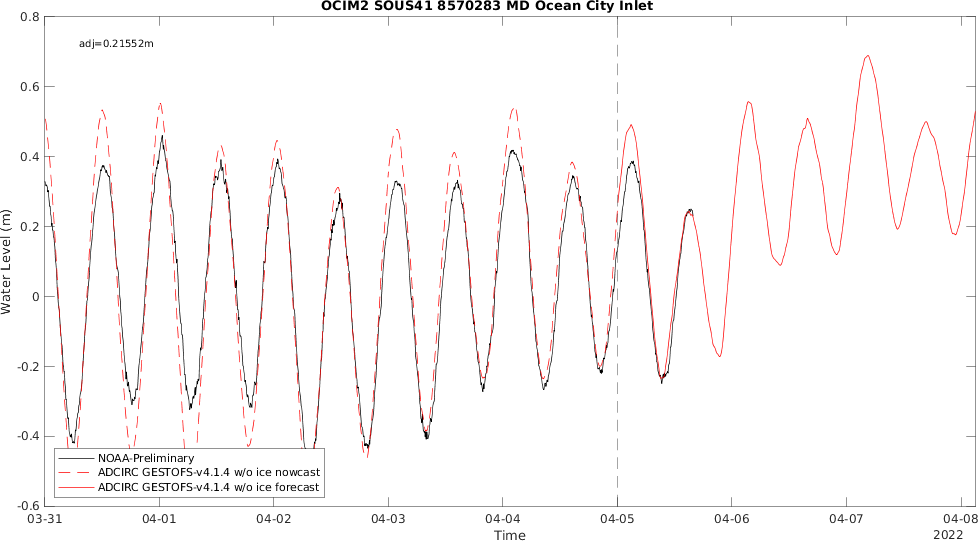 OCIM2 SOUS41 8570283 MD Ocean City Inlet
adj=0.21552m
0.8
0.6
0.4
0.2
0
-0.2
-0.4
-0.6
Water Level (m)
NOAA-Preliminary
ADCIRC GESTOFS-v4.1.4 w/o ice nowcast
ADCIRC GESTOFS-v4.1.4 w/o ice forecast
03-31 04-01 04-02 04-03 04-04 04-05 04-06 04-07 04-08
Time
2022